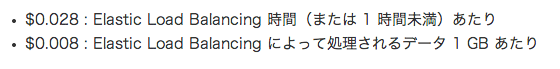 • $0.028 : Elastic Load Balancing 時間（または 1 時間未満）あたり
• $0.008 : Elastic Load Balancing によって処理されるデータ 1 GB あたり